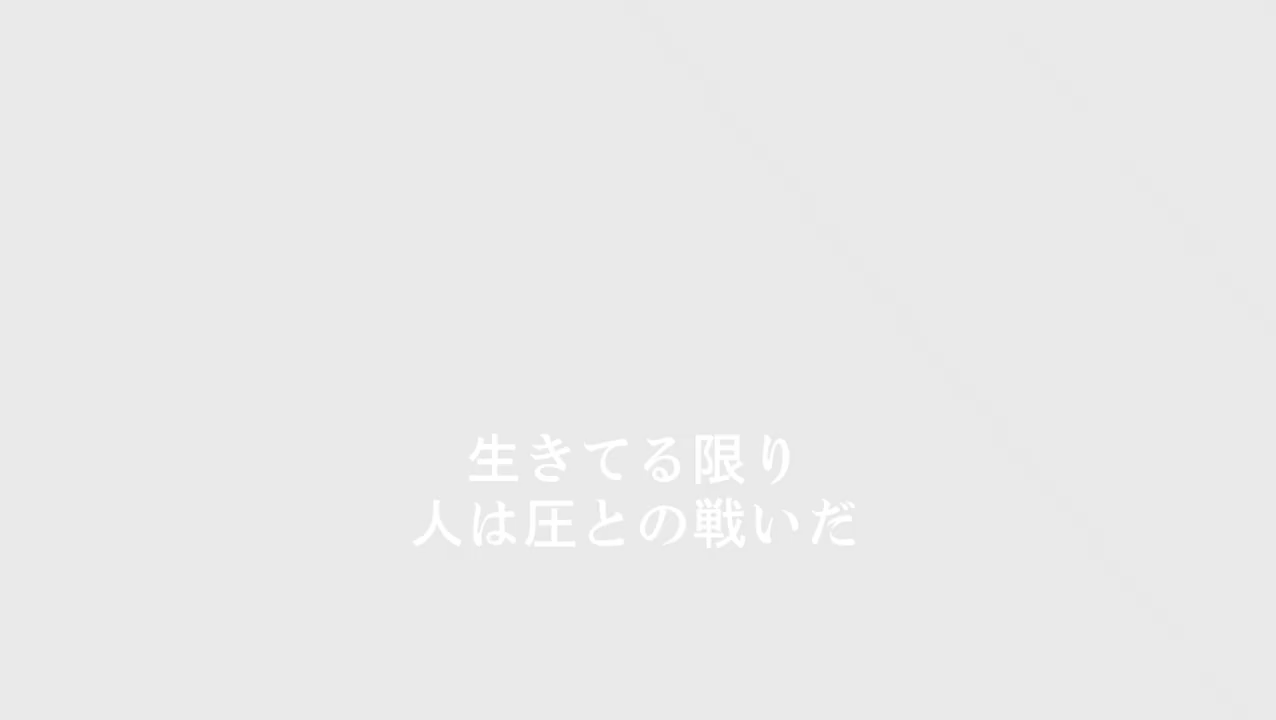 生きてる限り
人は圧との戦いだ